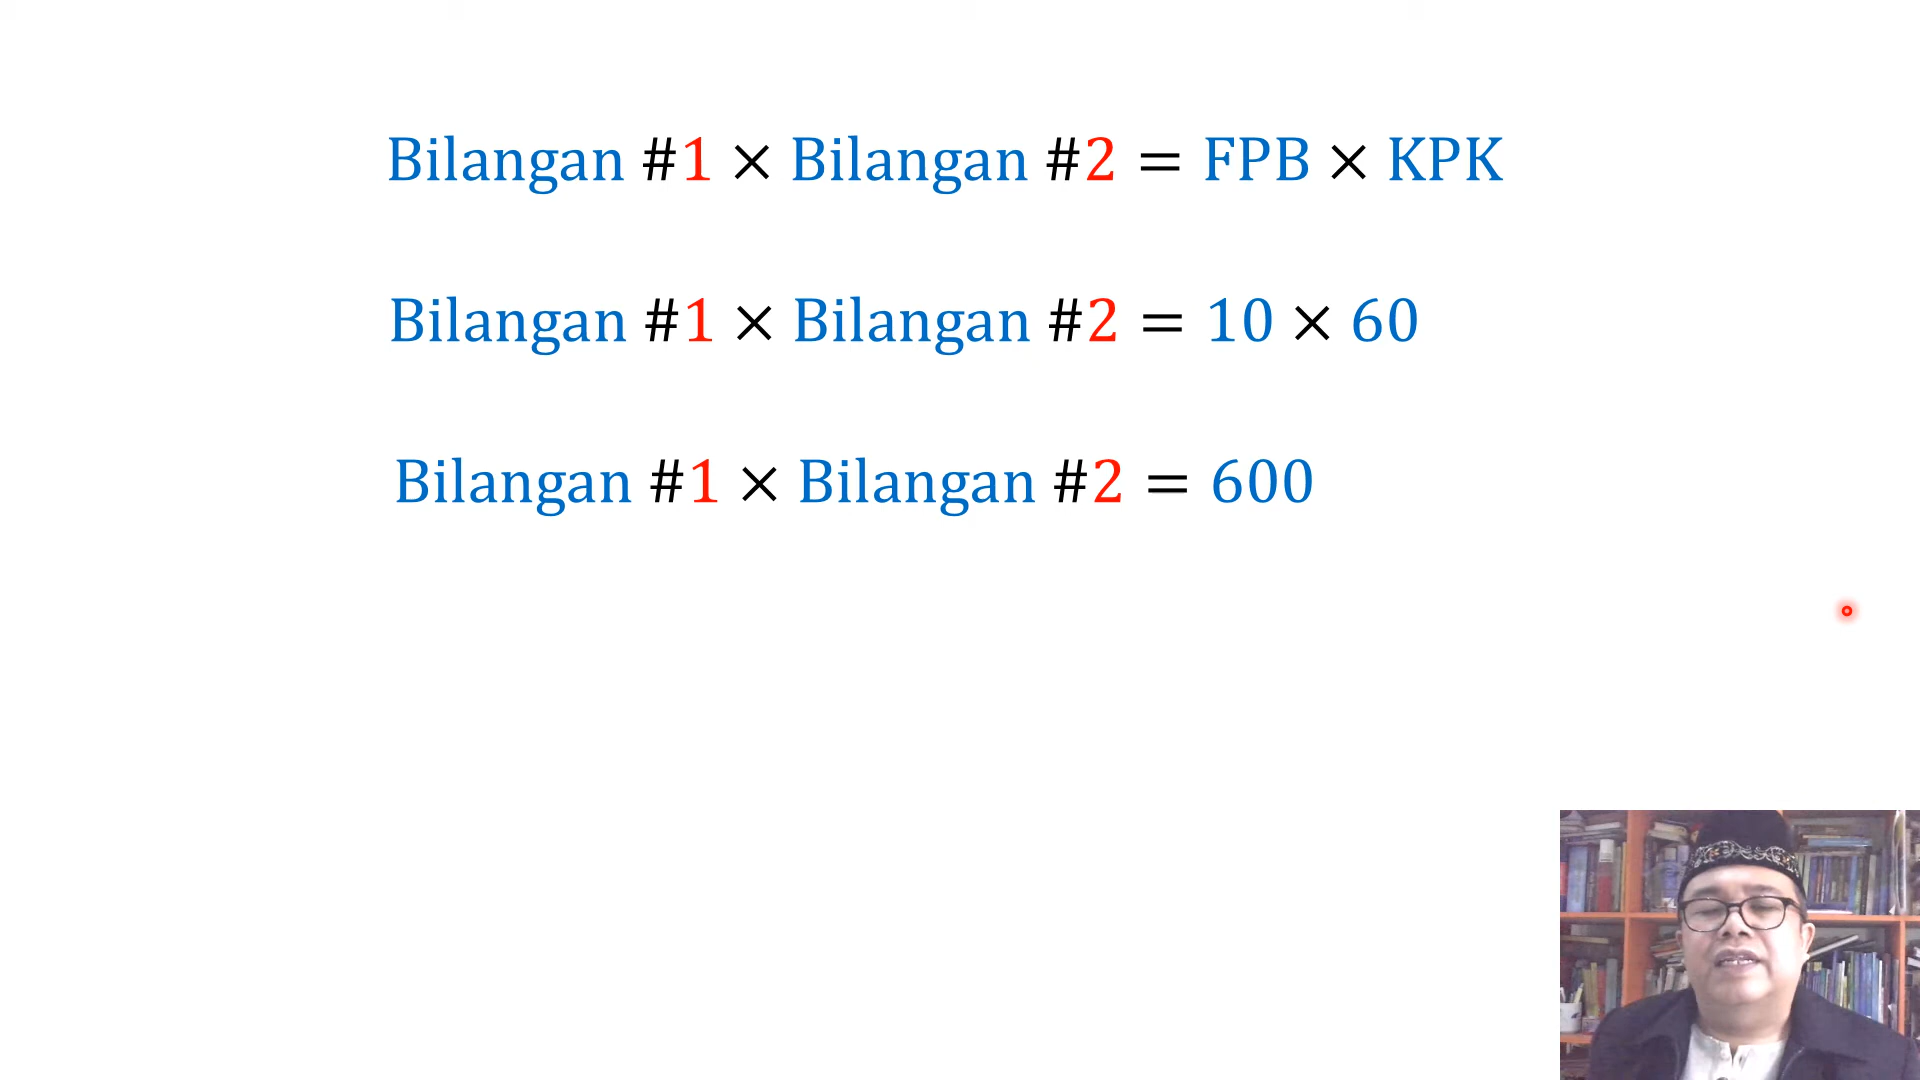 Bilangan #1 × Bilangan #2 = FPB × KPK
Bilangan #1 × Bilangan #2 = 10 × 60
Bilangan #1 × Bilangan #2 = 600